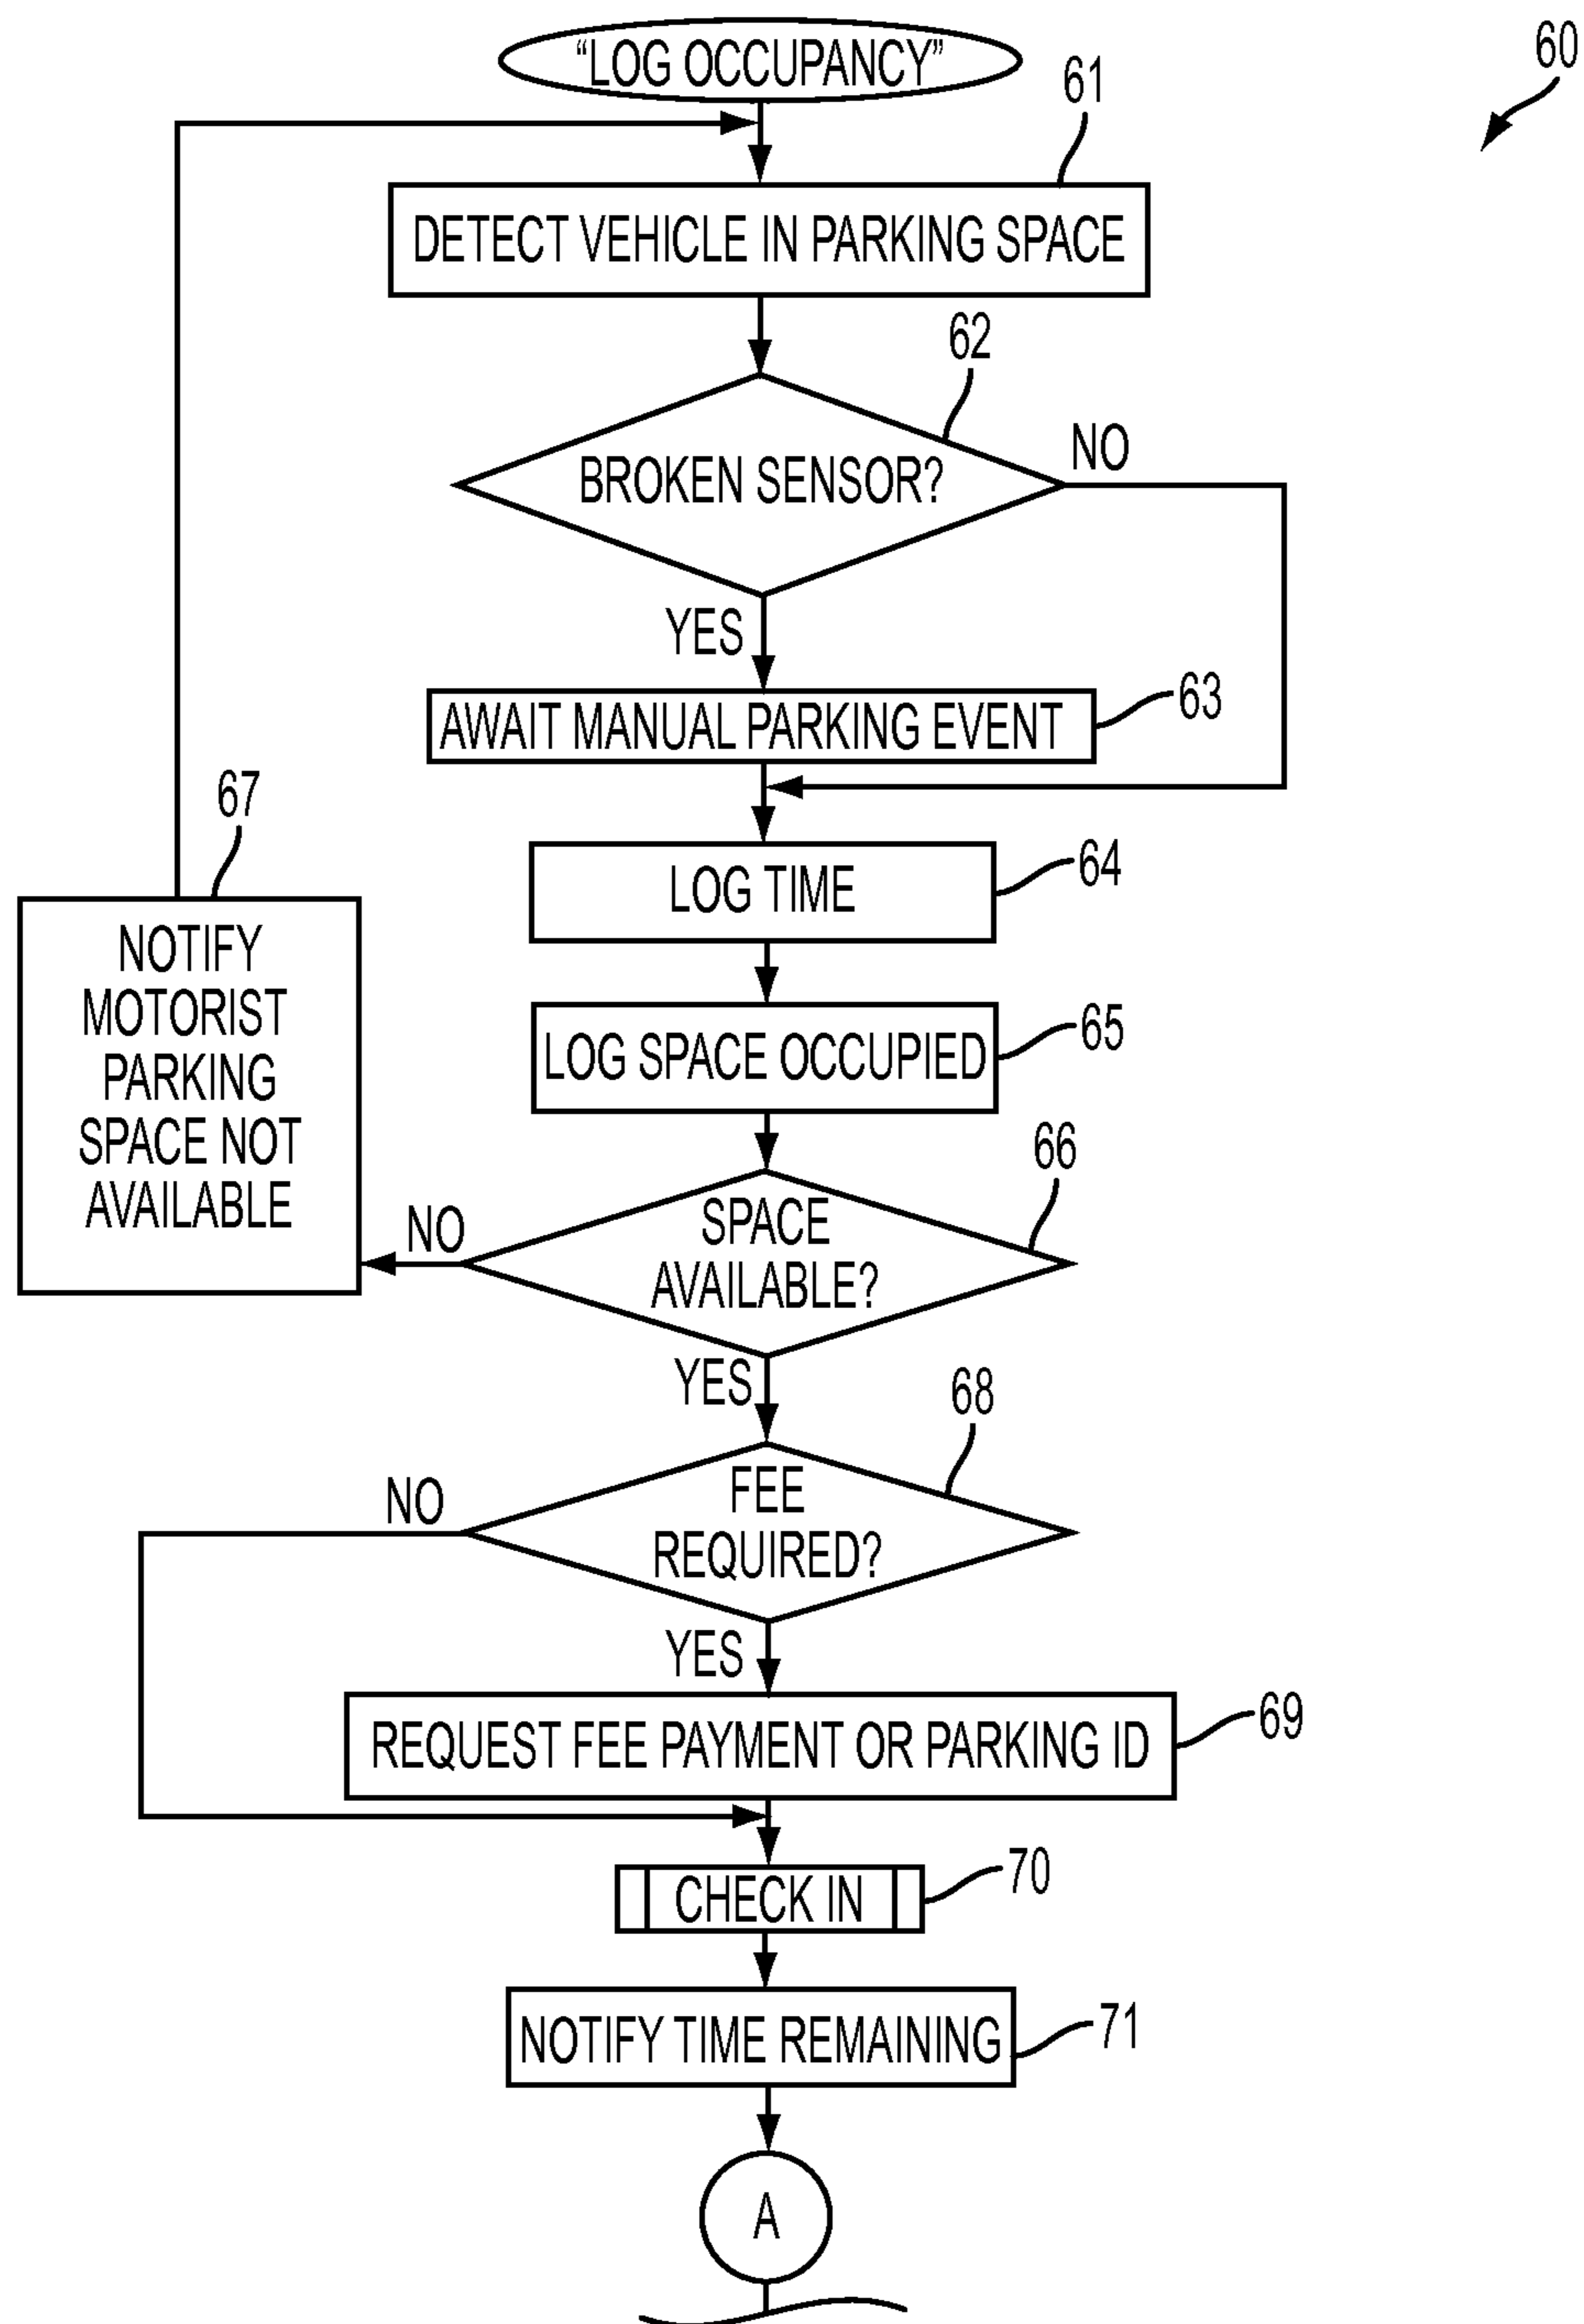 “LOG OCCUPANCY”
60
61
DETECT VEHICLE IN PARKING SPACE
62
BROKEN SENSOR?
NO
YES
AWAIT MANUAL PARKING EVENT
63
67
NOTIFY
MOTORIST
PARKING
SPACE NOT
AVAILABLE
LOG TIME
64
LOG SPACE OCCUPIED
65
66
SPACE
AVAILABLE?
NO
YES
68
FEE
REQUIRED?
NO
YES
REQUEST FEE PAYMENT OR PARKING ID
69
CHECK IN
70
NOTIFY TIME REMAINING
71
A